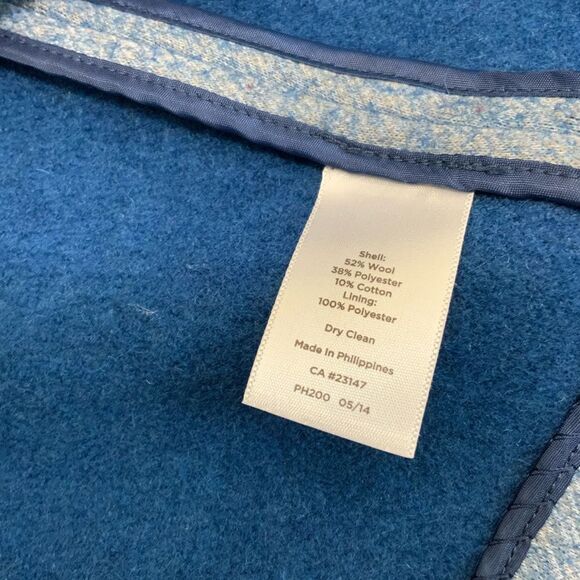 Shell:
52% Wool
38% Polyester
10% Cotton
Lining:
100% Polyester
Dry Clean
Made in Philippines
CA #23147
PH200 05/14